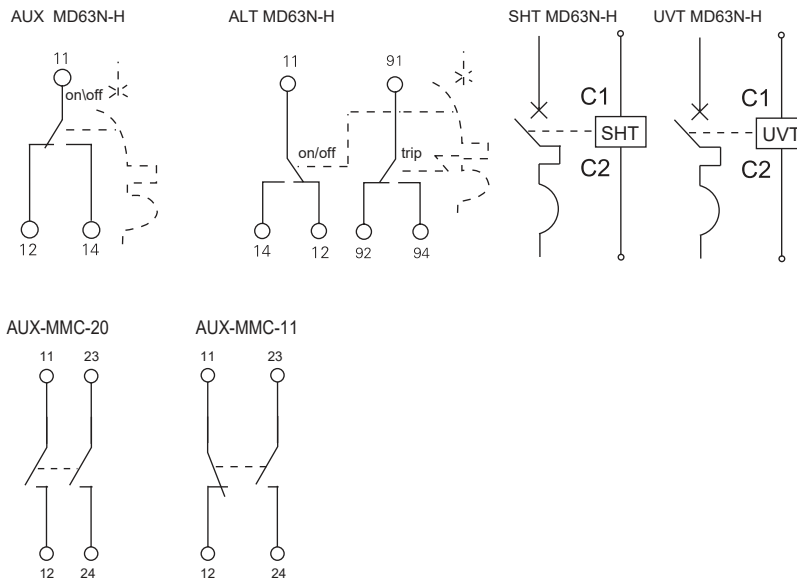 AUX MD63N-H
ALT MD63N-H
SHT MD63N-H
UVT MD63N-H
11
on\off
12
14
11
91
on/off
trip
14
12
92
94
C1
SHT
C2
C1
UVT
C2
AUX-MMC-20
AUX-MMC-11
11
23
12
24
11
23
12
24